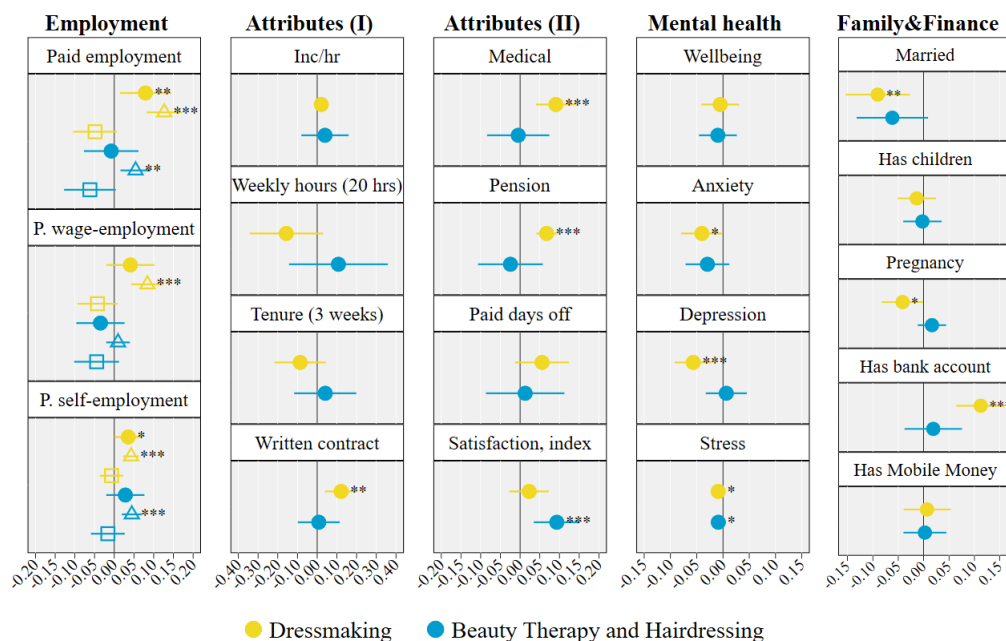 Employment
Paid employment
**
***
**
P. wage-employment
***
P. self-employment
*
***
***
-0.20 -0.15 -0.10 -0.05 0.00 0.05 0.10 0.15 0.20
Attributes (I)
Inc/hr
Weekly hours (20 hrs)
Tenure (3 weeks)
Written contract
**
-0.40 -0.30 -0.20 -0.10 0.00 0.10 0.20 0.30 0.40
Attributes (II)
Medical
***
Pension
***
Paid days off
Satisfaction, index
***
-0.20 -0.15 -0.10 -0.05 0.00 0.05 0.10 0.15 0.20
Mental health
Wellbeing
Anxiety
*
Depression
***
Stress
*
*
-0.15 -0.10 -0.05 0.00 0.05 0.10 0.15
Family&Finance
Married
**
Has children
Pregnancy
*
Has bank account
***
Has Mobile Money
-0.15 -0.10 -0.05 0.00 0.05 0.10 0.15
Dressmaking
Beauty Therapy and Hairdressing